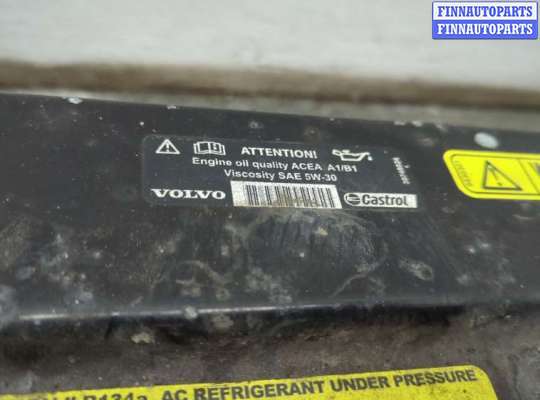 FINNAUTOPARTS
FINNAUTOPARTS
ATTENTION!
Engine oil quality ACEA A1/B1
Viscosity SAE 5W-30
VOLVO
Castrol
R134a AC REFRIGERANT UNDER PRESSURE